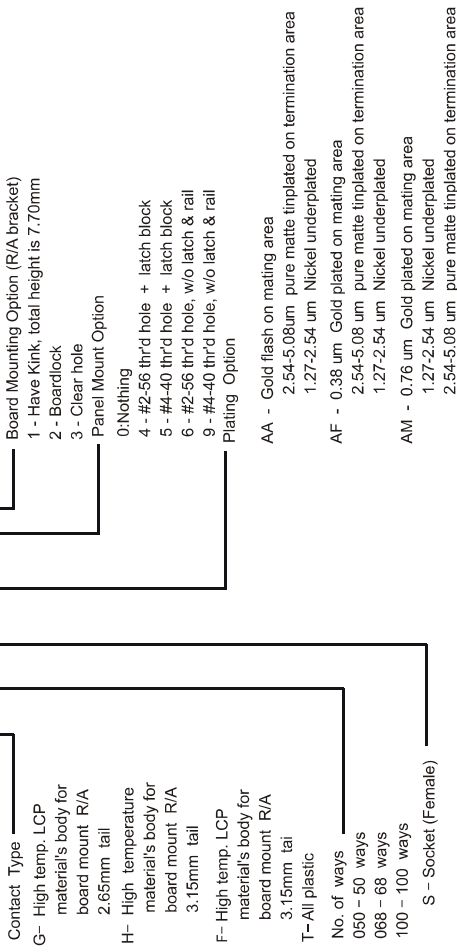 Board Mounting Option (R/A bracket)
1 - Have Kink, total height is 7.70mm
2 - Boardlock
3 - Clear hole
Panel Mount Option
0:Nothing
4 - #2-56 thr'd hole + latch block
5 - #4-40 thr'd hole + latch block
6 - #2-56 thr'd hole, w/o latch & rail
9 - #4-40 thr'd hole, w/o latch & rail
Plating Option
AA - Gold flash on mating area
2.54-5.08um pure matte tinplated on termination area
1.27-2.54 um Nickel underplated
AF - 0.38 um Gold plated on mating area
2.54-5.08 um pure matte tinplated on termination area
1.27-2.54 um Nickel underplated
AM - 0.76 um Gold plated on mating area
1.27-2.54 um Nickel underplated
2.54-5.08 um pure matte tinplated on termination area
Contact Type
G– High temp. LCP
material's body for
board mount R/A
2.65mm tail
H– High temperature
material's body for
board mount R/A
3.15mm tail
F– High temp. LCP
material's body for
board mount R/A
3.15mm tai
T– All plastic
No. of ways
050 – 50 ways
068 – 68 ways
100 – 100 ways
S – Socket (Female)